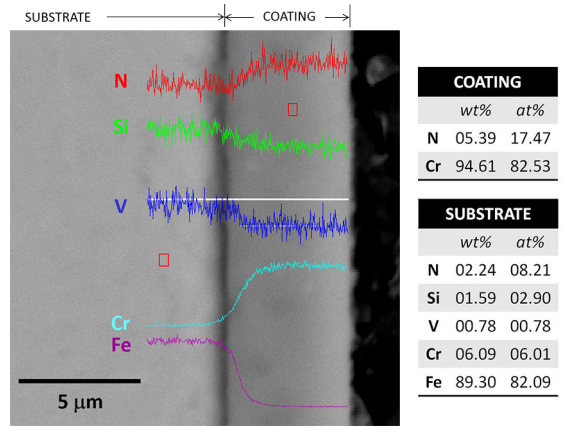 SUBSTRATE COATING
N
Si
V
Cr
Fe
5 μm
COATING
wt% at%
N 05.39 17.47
Cr 94.61 82.53
SUBSTRATE
wt% at%
N 02.24 08.21
Si 01.59 02.90
V 00.78 00.78
Cr 06.09 06.01
Fe 89.30 82.09